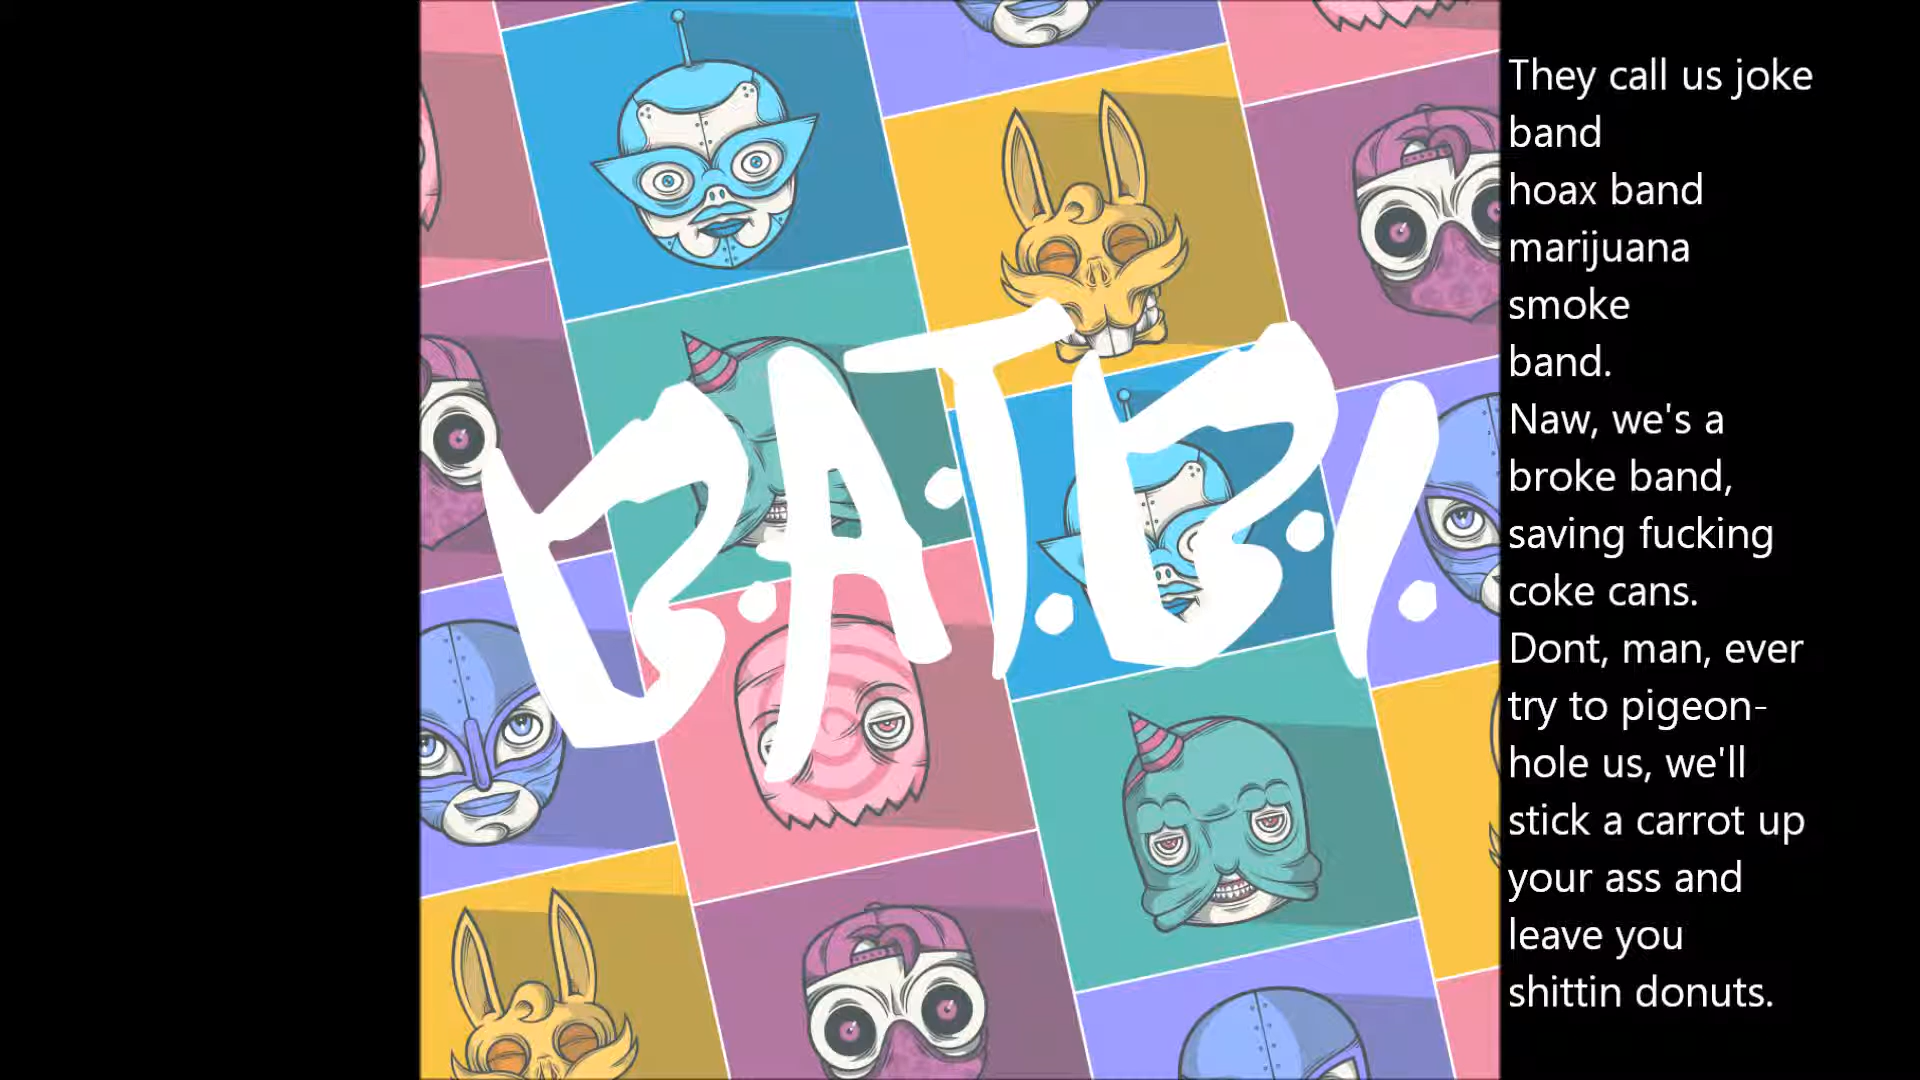 B.A.T.B.I.
They call us joke
band
hoax band
marijuana
smoke
band.
Naw, we's a
broke band,
saving fucking
coke cans.
Dont, man, ever
try to pigeon-
hole us, we'll
stick a carrot up
your ass and
leave you
shittin donuts.